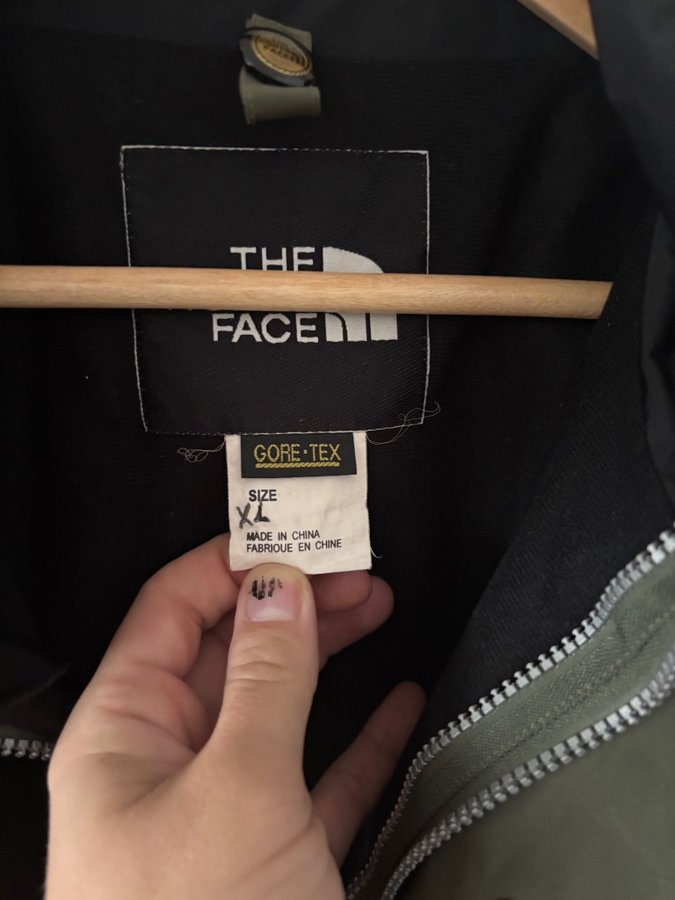 THE
FACE
GORE·TEX
SIZE
XL
MADE IN CHINA
FABRIQUE EN CHINE